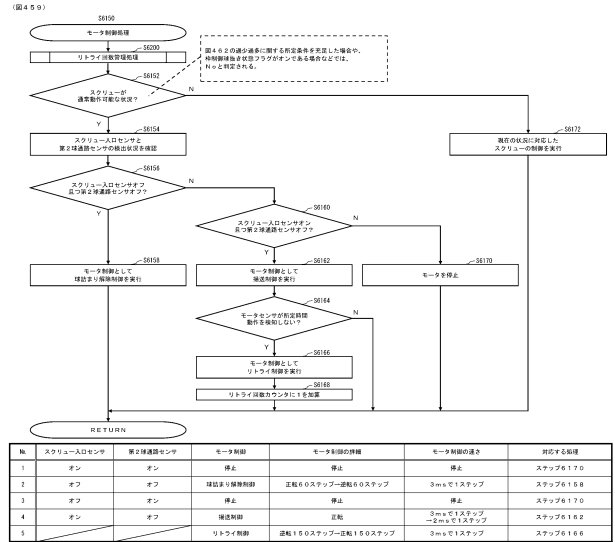 (図４５９)
S6150
モータ制御処理
S6200
リトライ回数管理処理
図４６２の過少過多に関する所定条件を充足した場合や、
枠制御球抜き状態フラグがオンである場合などでは、
Ｎｏと判定される。
S6152
スクリューが
通常動作可能な状況？
N
Y
S6154
スクリュー入口センサと
第２球通路センサの検出状況を確認
S6172
現在の状況に対応した
スクリューの制御を実行
S6156
スクリュー入口センサオフ
且つ第２球通路センサオフ？
N
Y
S6160
スクリュー入口センサオン
且つ第２球通路センサオフ？
N
Y
S6158
モータ制御として
球詰まり解除制御を実行
S6162
モータ制御として
揚送制御を実行
S6170
モータを停止
S6164
モータセンサが所定時間
動作を検知しない？
N
Y
S6166
モータ制御として
リトライ制御を実行
S6168
リトライ回数カウンタに１を加算
ＲＥＴＵＲＮ
No. スクリュー入口センサ 第２球通路センサ モータ制御 モータ制御の詳細 モータ制御の速さ 対応する処理
1 オン オン 停止 停止 停止 ステップ６１７０
2 オフ オフ 球詰まり解除制御 正転６０ステップ→逆転６０ステップ ３ｍｓで１ステップ ステップ６１５８
3 オフ オン 停止 停止 停止 ステップ６１７０
4 オン オフ 揚送制御 正転 ３ｍｓで１ステップ
→２ｍｓで１ステップ ステップ６１６２
5 リトライ制御 逆転１５０ステップ→正転１５０ステップ ３ｍｓで１ステップ ステップ６１６６